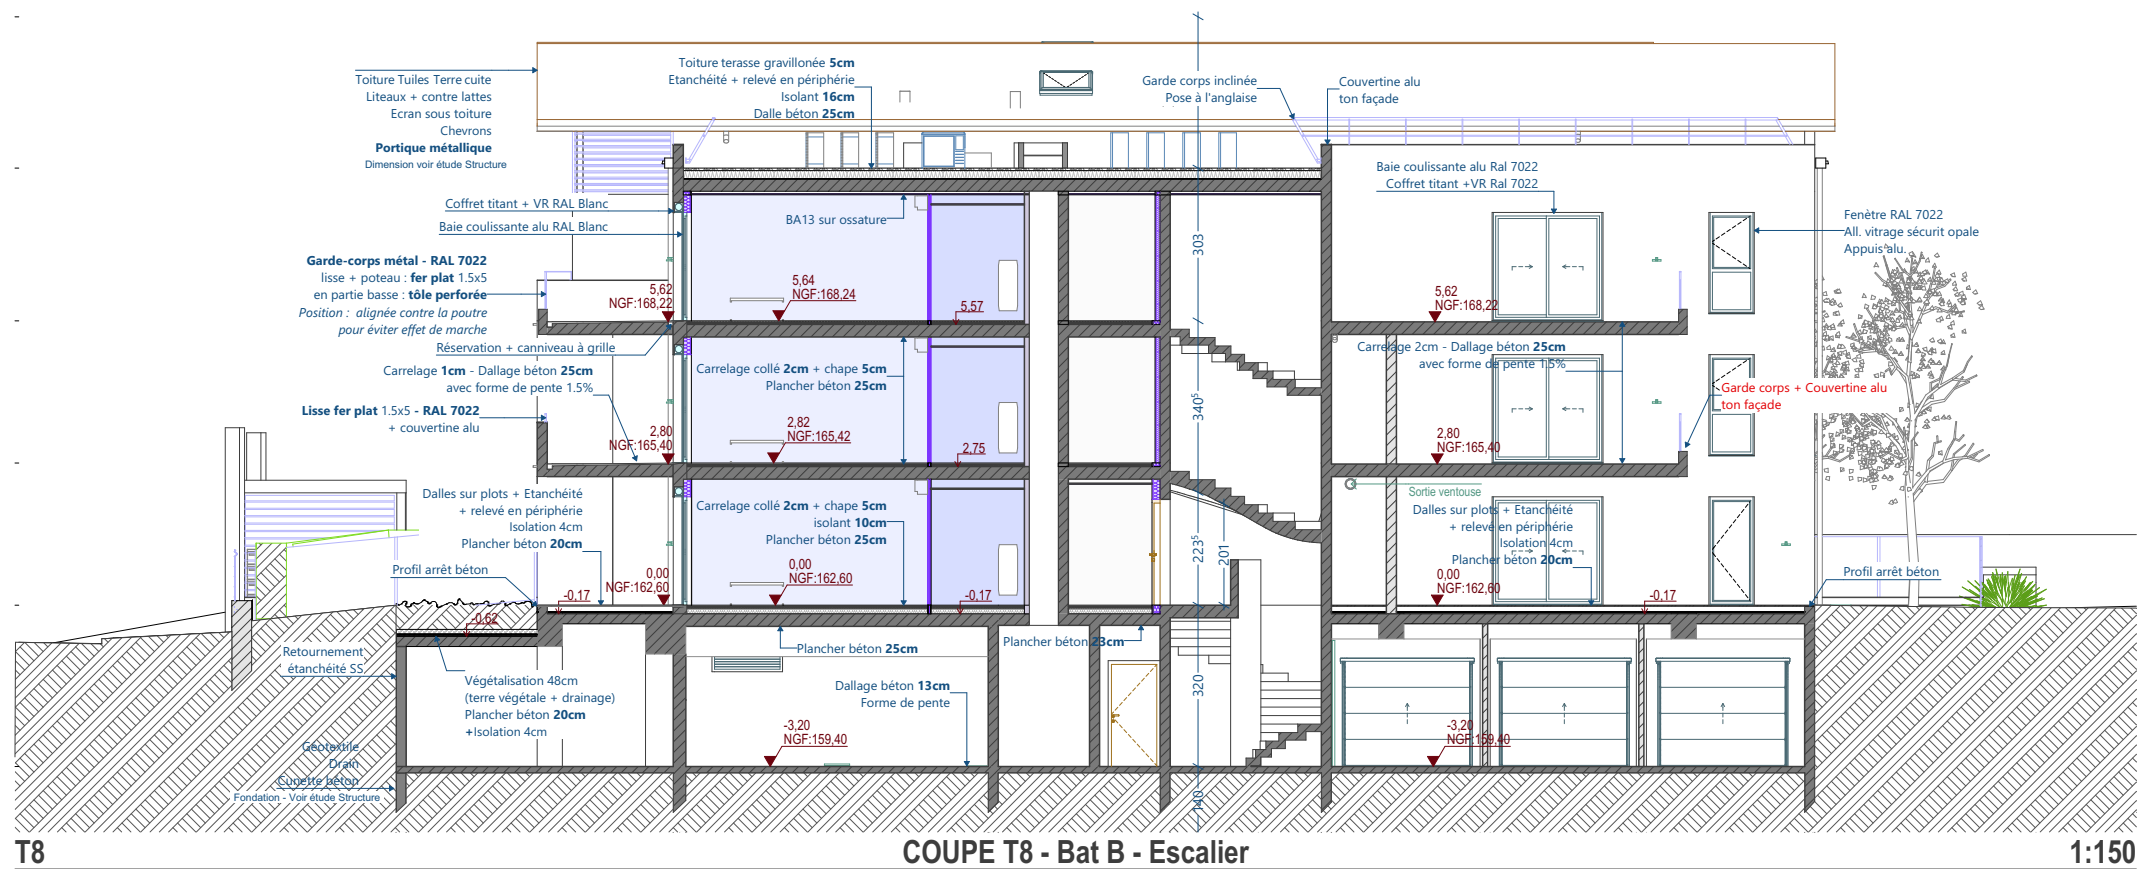 Toiture Tuiles Terre cuite
Liteaux + contre lattes
Ecran sous toiture
Chevrons
Portique métallique
Dimension voir étude Structure
Toiture terasse gravillonée 5cm
Etanchéité + relevé en périphérie
Isolant 16cm
Dalle béton 25cm
Garde corps inclinée
Pose à l'anglaise
Couvertine alu
ton façade
Baie coulissante alu Ral 7022
Coffret titant +VR Ral 7022
Fenètre RAL 7022
All. vitrage sécurit opale
Appuis alu.
Coffret titant + VR RAL Blanc
Baie coulissante alu RAL Blanc
BA13 sur ossature
303
Garde-corps métal - RAL 7022
lisse + poteau : fer plat 1.5x5
en partie basse : tôle perforée
Position : alignée contre la poutre
pour éviter effet de marche
5,62
NGF:168,22
5,64
NGF:168,24
5,57
5,62
NGF:168,22
Réservation + canniveau à grille
Carrelage 1cm - Dallage béton 25cm
avec forme de pente 1.5%
Carrelage collé 2cm + chape 5cm
Plancher béton 25cm
Carrelage 2cm - Dallage béton 25cm
avec forme de pente 1.5%
340⁵
Garde corps + Couvertine alu
ton façade
Lisse fer plat 1.5x5 - RAL 7022
+ couvertine alu
2,80
NGF:165,40
2,82
NGF:165,42
2,75
2,80
NGF:165,40
Dalles sur plots + Etanchéité
+ relevé en périphérie
Isolation 4cm
Plancher béton 20cm
Carrelage collé 2cm + chape 5cm
isolant 10cm
Plancher béton 25cm
Sortie ventouse
Dalles sur plots + Etanchéité
+ relevé en périphérie
Isolation 4cm
Plancher béton 20cm
223⁵
201
Profil arrêt béton
Profil arrêt béton
0,00
NGF:162,60
0,00
NGF:162,60
0,00
NGF:162,60
-0.17
-0.17
-0.17
-0.62
Plancher béton 25cm
Plancher béton 23cm
Retournement
étanchéité SS
Végétalisation 48cm
(terre végétale + drainage)
Plancher béton 20cm
+Isolation 4cm
Dallage béton 13cm
Forme de pente
320
-3,20
NGF:159,40
-3,20
NGF:159,40
Géotextile
Drain
Cunette béton
Fondation - Voir étude Structure
140
T8
COUPE T8 - Bat B - Escalier
1:150